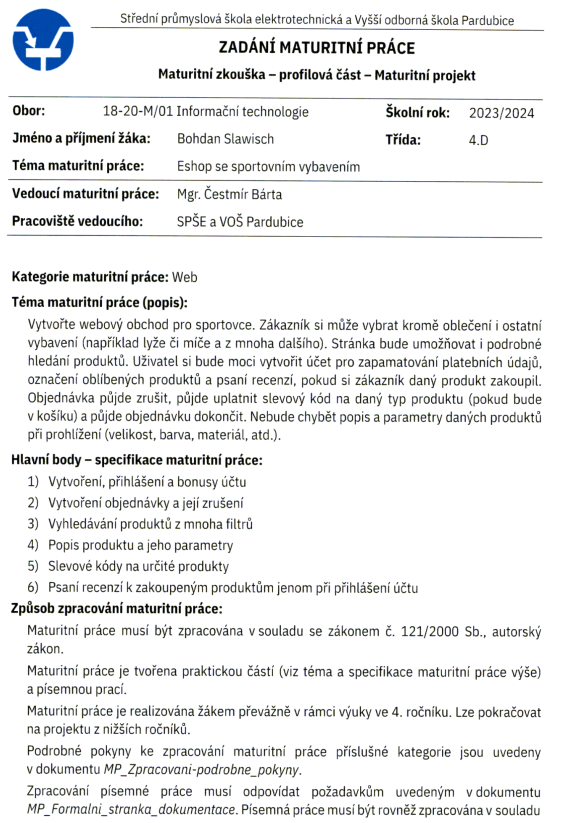 Střední průmyslová škola elektrotechnická a Vyšší odborná škola Pardubice
ZADÁNÍ MATURITNÍ PRÁCE
Maturitní zkouška – profilová část – Maturitní projekt
Obor: 18-20-M/01 Informační technologie Školní rok: 2023/2024
Jméno a příjmení žáka: Bohdan Slawisch Třída: 4.D
Téma maturitní práce: Eshop se sportovním vybavením
Vedoucí maturitní práce: Mgr. Čestmír Bárta
Pracoviště vedoucího: SPŠE a VOŠ Pardubice
Kategorie maturitní práce: Web
Téma maturitní práce (popis):
Vytvořte webový obchod pro sportovce. Zákazník si může vybrat kromě oblečení i ostatní
vybavení (například lyže či míče a z mnoha dalšího). Stránka bude umožňovat i podrobné
hledání produktů. Uživatel si bude moci vytvořit účet pro zapamatování platebních údajů,
označení oblíbených produktů a psaní recenzí, pokud si zákazník daný produkt zakoupil.
Objednávka půjde zrušit, půjde uplatnit slevový kód na daný typ produktu (pokud bude
v košíku) a půjde objednávku dokončit. Nebude chybět popis a parametry daných produktů
při prohlížení (velikost, barva, materiál, atd.).
Hlavní body – specifikace maturitní práce:
1) Vytvoření, přihlášení a bonusy účtu
2) Vytvoření objednávky a její zrušení
3) Vyhledávání produktů z mnoha filtrů
4) Popis produktu a jeho parametry
5) Slevové kódy na určité produkty
6) Psaní recenzí k zakoupeným produktům jenom při přihlášení účtu
Způsob zpracování maturitní práce:
Maturitní práce musí být zpracována v souladu se zákonem č. 121/2000 Sb., autorský
zákon.
Maturitní práce je tvořena praktickou částí (viz téma a specifikace maturitní práce výše)
a písemnou prací.
Maturitní práce je realizována žákem převážně v rámci výuky ve 4. ročníku. Lze pokračovat
na projektu z nižších ročníků.
Podrobné pokyny ke zpracování maturitní práce příslušné kategorie jsou uvedeny
v dokumentu MP_Zpracovani-podrobne_pokyny.
Zpracování písemné práce musí odpovídat požadavkům uvedeným v dokumentu
MP_Formalni_stranka_dokumentace. Písemná práce musí být rovněž zpracována v souladu